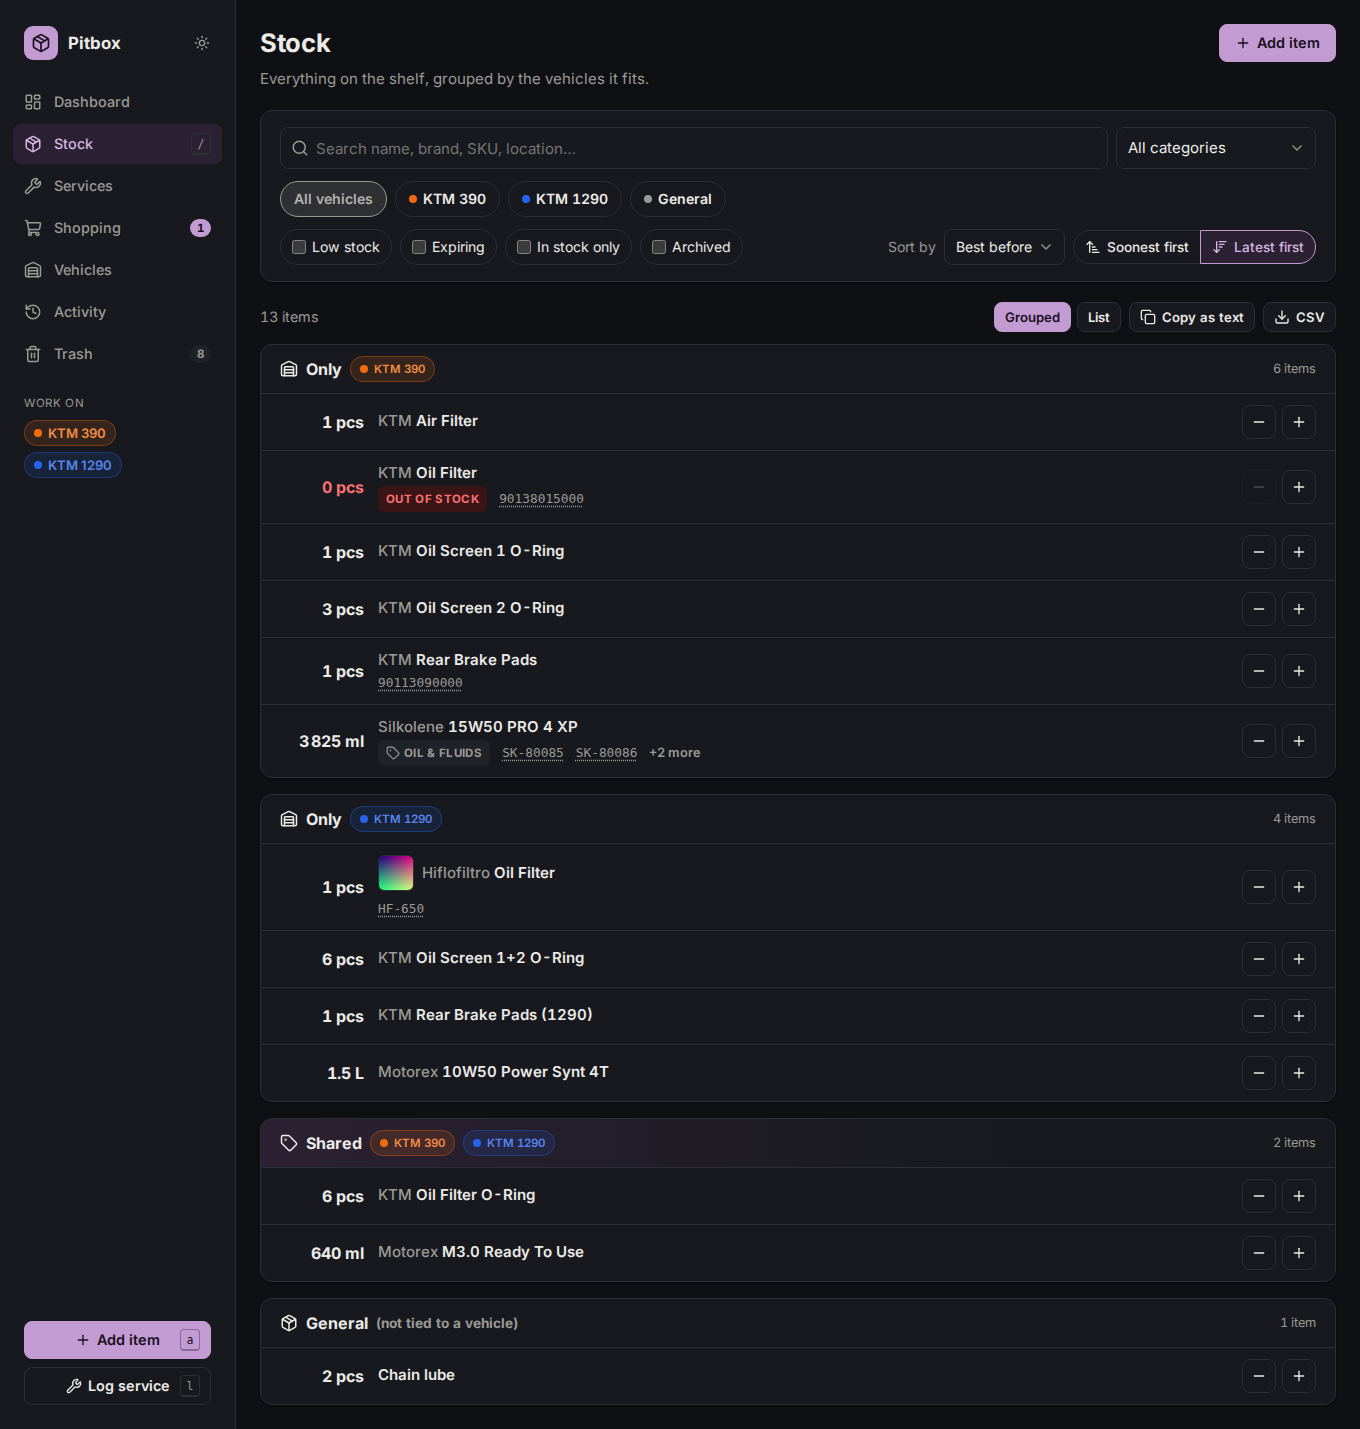 Pitbox
Dashboard
Stock /
Services
Shopping 1
Vehicles
Activity
Trash 8
WORK ON
KTM 390
KTM 1290
Add item a
Log service l
Stock
Add item
Everything on the shelf, grouped by the vehicles it fits.
Search name, brand, SKU, location...
All categories
All vehicles KTM 390 KTM 1290 General
Low stock Expiring In stock only Archived Sort by Best before Soonest first Latest first
13 items Grouped List Copy as text CSV
Only KTM 390 6 items
1 pcs KTM Air Filter
0 pcs KTM Oil Filter
OUT OF STOCK 90138015000
1 pcs KTM Oil Screen 1 O-Ring
3 pcs KTM Oil Screen 2 O-Ring
1 pcs KTM Rear Brake Pads
90113090000
3 825 ml Silkolene 15W50 PRO 4 XP
OIL & FLUIDS SK-80085 SK-80086 +2 more
Only KTM 1290 4 items
1 pcs Hiflofiltro Oil Filter
HF-650
6 pcs KTM Oil Screen 1+2 O-Ring
1 pcs KTM Rear Brake Pads (1290)
1.5 L Motorex 10W50 Power Synt 4T
Shared KTM 390 KTM 1290 2 items
6 pcs KTM Oil Filter O-Ring
640 ml Motorex M3.0 Ready To Use
General (not tied to a vehicle) 1 item
2 pcs Chain lube